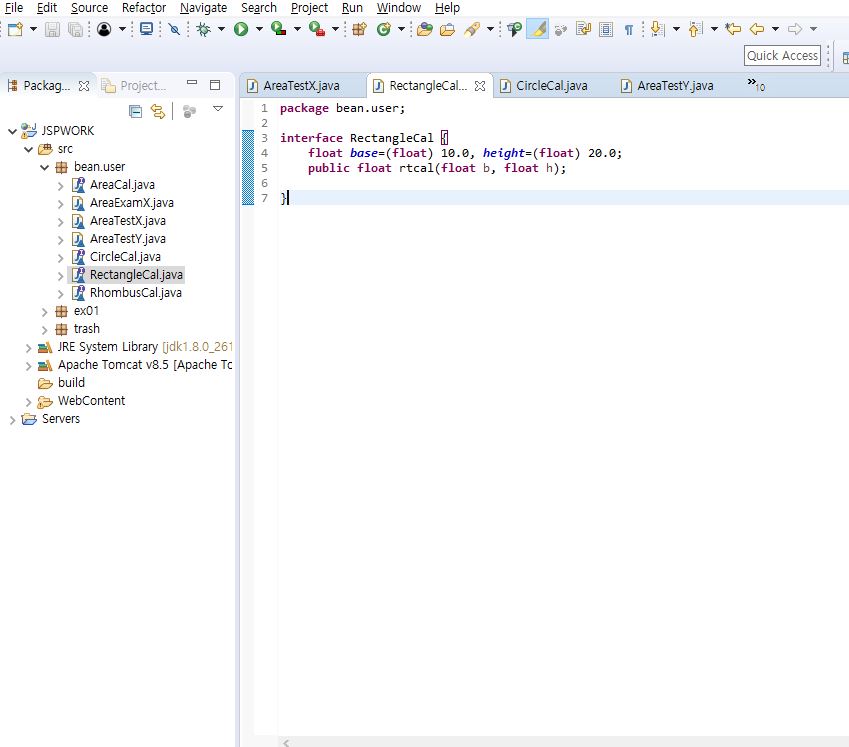 File Edit Source Refactor Navigate Search Project Run Window Help
Quick Access
Packag... Project...
AreaTestX.java RectangleCal... CircleCal.java AreaTestY.java »10
JSPWORK
src
bean.user
AreaCal.java
AreaExamX.java
AreaTestX.java
AreaTestY.java
CircleCal.java
RectangleCal.java
RhombusCal.java
ex01
trash
JRE System Library [jdk1.8.0_261
Apache Tomcat v8.5 [Apache Tc
build
WebContent
Servers
1 package bean.user;
2
3 interface RectangleCal {
4 float base=(float) 10.0, height=(float) 20.0;
5 public float rtcal(float b, float h);
6
7 }